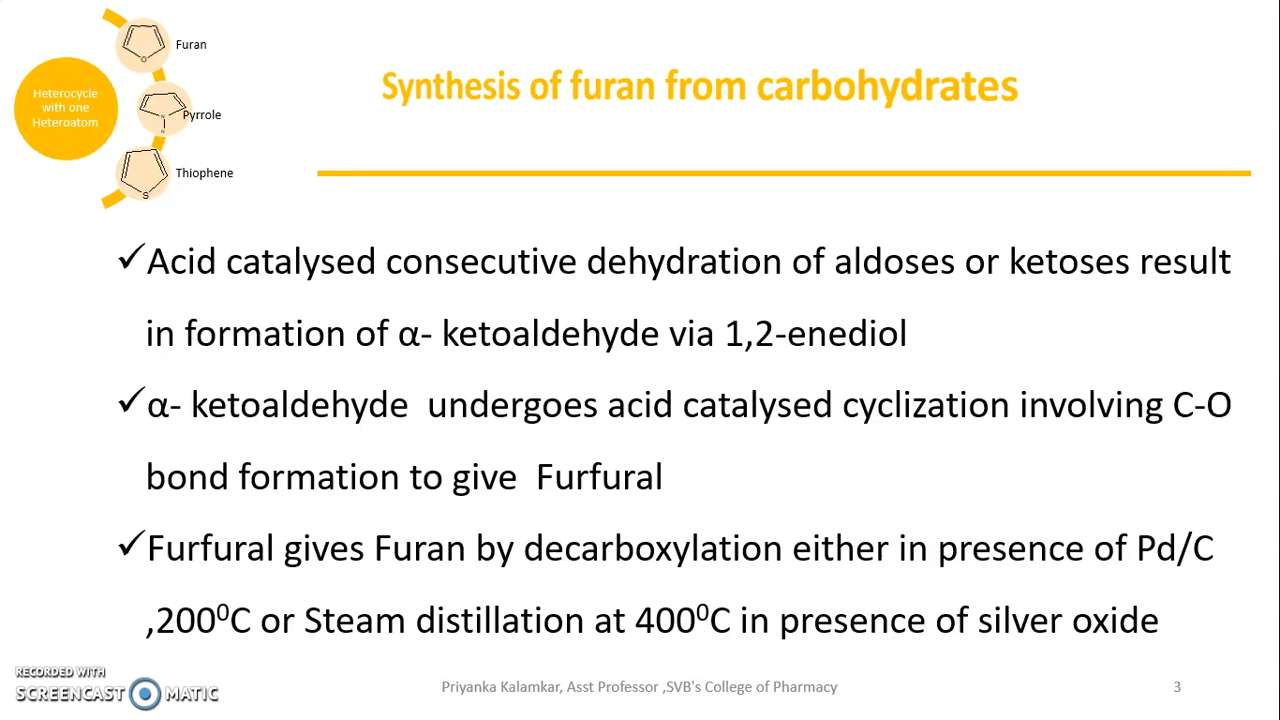 Furan
Heterocycle
with one
Heteroatom
Pyrrole
Thiophene
O
N
H
S
Synthesis of furan from carbohydrates
✓Acid catalysed consecutive dehydration of aldoses or ketoses result
in formation of α- ketoaldehyde via 1,2-enediol
✓α- ketoaldehyde undergoes acid catalysed cyclization involving C-O
bond formation to give Furfural
✓Furfural gives Furan by decarboxylation either in presence of Pd/C
,200⁰C or Steam distillation at 400⁰C in presence of silver oxide
RECORDED WITH
SCREENCAST MATIC
Priyanka Kalamkar, Asst Professor ,SVB's College of Pharmacy
3